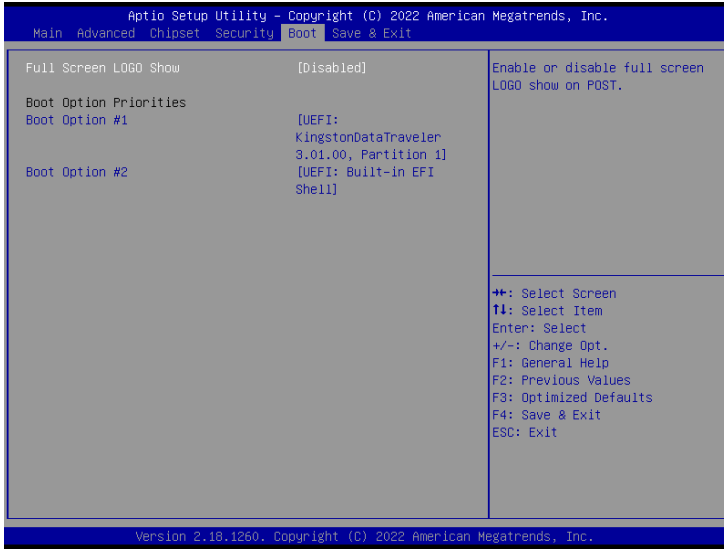 Aptio Setup Utility – Copyright (C) 2022 American Megatrends, Inc.
Main Advanced Chipset Security Boot Save & Exit
Full Screen LOGO Show [Disabled]
Boot Option Priorities
Boot Option #1 [UEFI:
KingstonDataTraveler
3.01.00, Partition 1]
Boot Option #2 [UEFI: Built-in EFI
Shell]
Enable or disable full screen
LOGO show on POST.
→←: Select Screen
↑↓: Select Item
Enter: Select
+/-: Change Opt.
F1: General Help
F2: Previous Values
F3: Optimized Defaults
F4: Save & Exit
ESC: Exit
Version 2.18.1260. Copyright (C) 2022 American Megatrends, Inc.